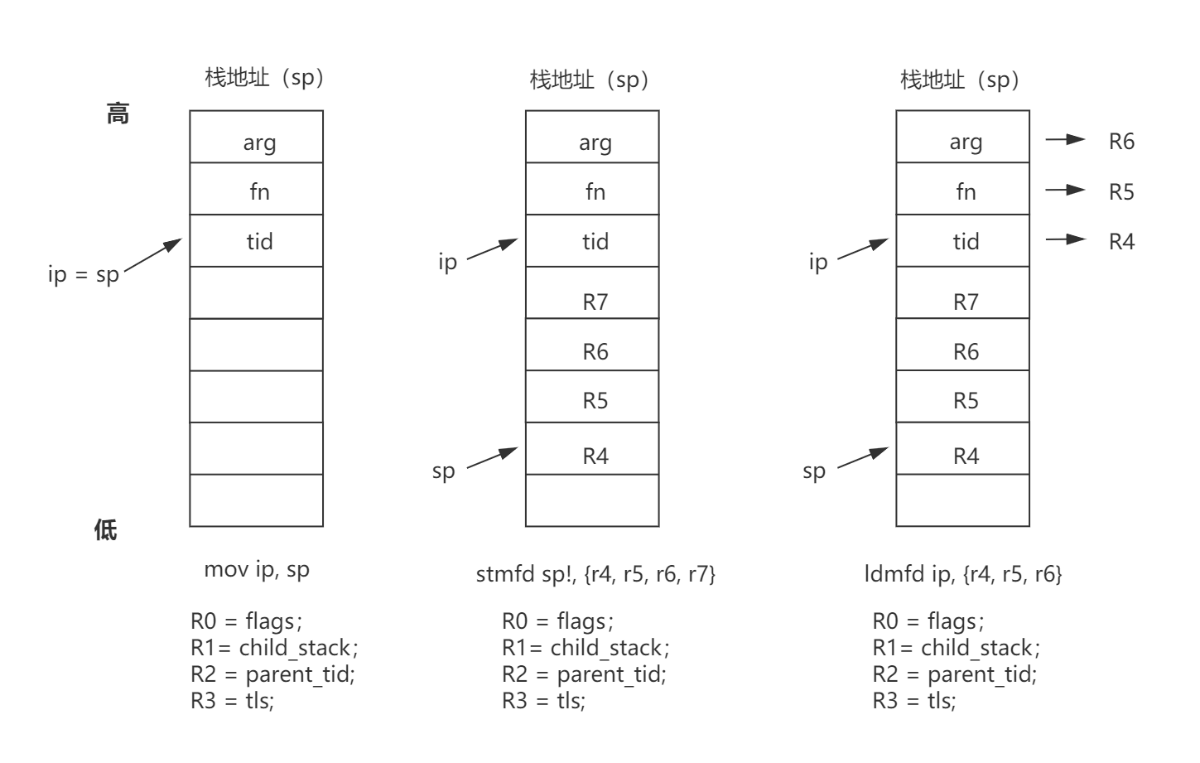 栈地址（sp）
高
arg
fn
tid
ip = sp
低
mov ip, sp
R0 = flags;
R1= child_stack;
R2 = parent_tid;
R3 = tls;
栈地址（sp）
arg
fn
tid
ip
R7
R6
R5
R4
sp
stmfd sp!, {r4, r5, r6, r7}
R0 = flags;
R1= child_stack;
R2 = parent_tid;
R3 = tls;
栈地址（sp）
arg R6
fn R5
tid R4
ip
R7
R6
R5
R4
sp
ldmfd ip, {r4, r5, r6}
R0 = flags;
R1= child_stack;
R2 = parent_tid;
R3 = tls;